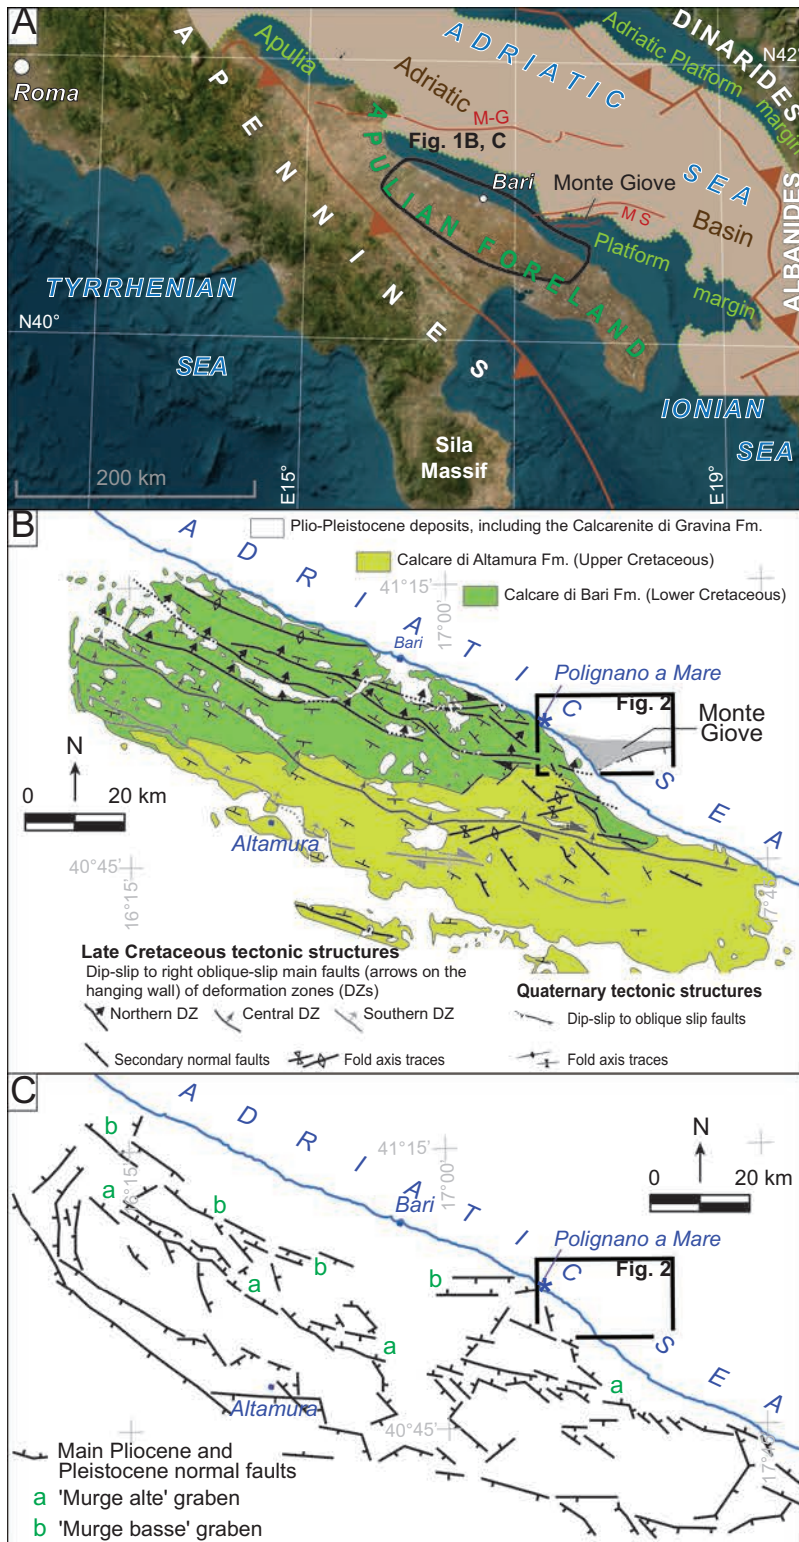 A
APENNINES
Apulia
ADRIATIC
SEA
Adriatic Platform margin
DINARIDES
N42°
Roma
Adriatic
Basin
M-G
Fig. 1B, C
APULIAN FORELAND
Bari
Monte Giove
M S
Platform
margin
ALBANIDES
TYRRHENIAN
SEA
N40°
IONIAN
SEA
Sila
Massif
200 km
E15°
E19°
B
ADRIATIC
SEA
Plio-Pleistocene deposits, including the Calcarenite di Gravina Fm.
Calcare di Altamura Fm. (Upper Cretaceous)
Calcare di Bari Fm. (Lower Cretaceous)
41°15'
17°00'
Bari
Polignano a Mare
*
Fig. 2
Monte
Giove
N
0 20 km
Altamura
40°45'
16°15'
Late Cretaceous tectonic structures
Dip-slip to right oblique-slip main faults (arrows on the
hanging wall) of deformation zones (DZs)
Northern DZ Central DZ Southern DZ
Secondary normal faults Fold axis traces
Quaternary tectonic structures
Dip-slip to oblique slip faults
Fold axis traces
C
ADRIATIC
SEA
b
41°15'
17°00'
N
0 20 km
a
b
Bari
Polignano a Mare
*
Fig. 2
b
b
a
a
a
Altamura
40°45'
Main Pliocene and
Pleistocene normal faults
a 'Murge alte' graben
b 'Murge basse' graben